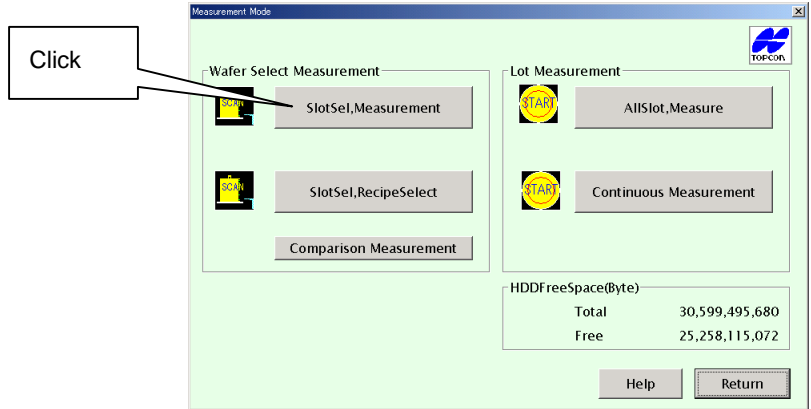 Measurement Mode
Click
TOPCON
Wafer Select Measurement
SCAN
SlotSel,Measurement
SCAN
SlotSel,RecipeSelect
Comparison Measurement
Lot Measurement
START
AllSlot,Measure
START
Continuous Measurement
HDDFreeSpace(Byte)
Total 30,599,495,680
Free 25,258,115,072
Help
Return